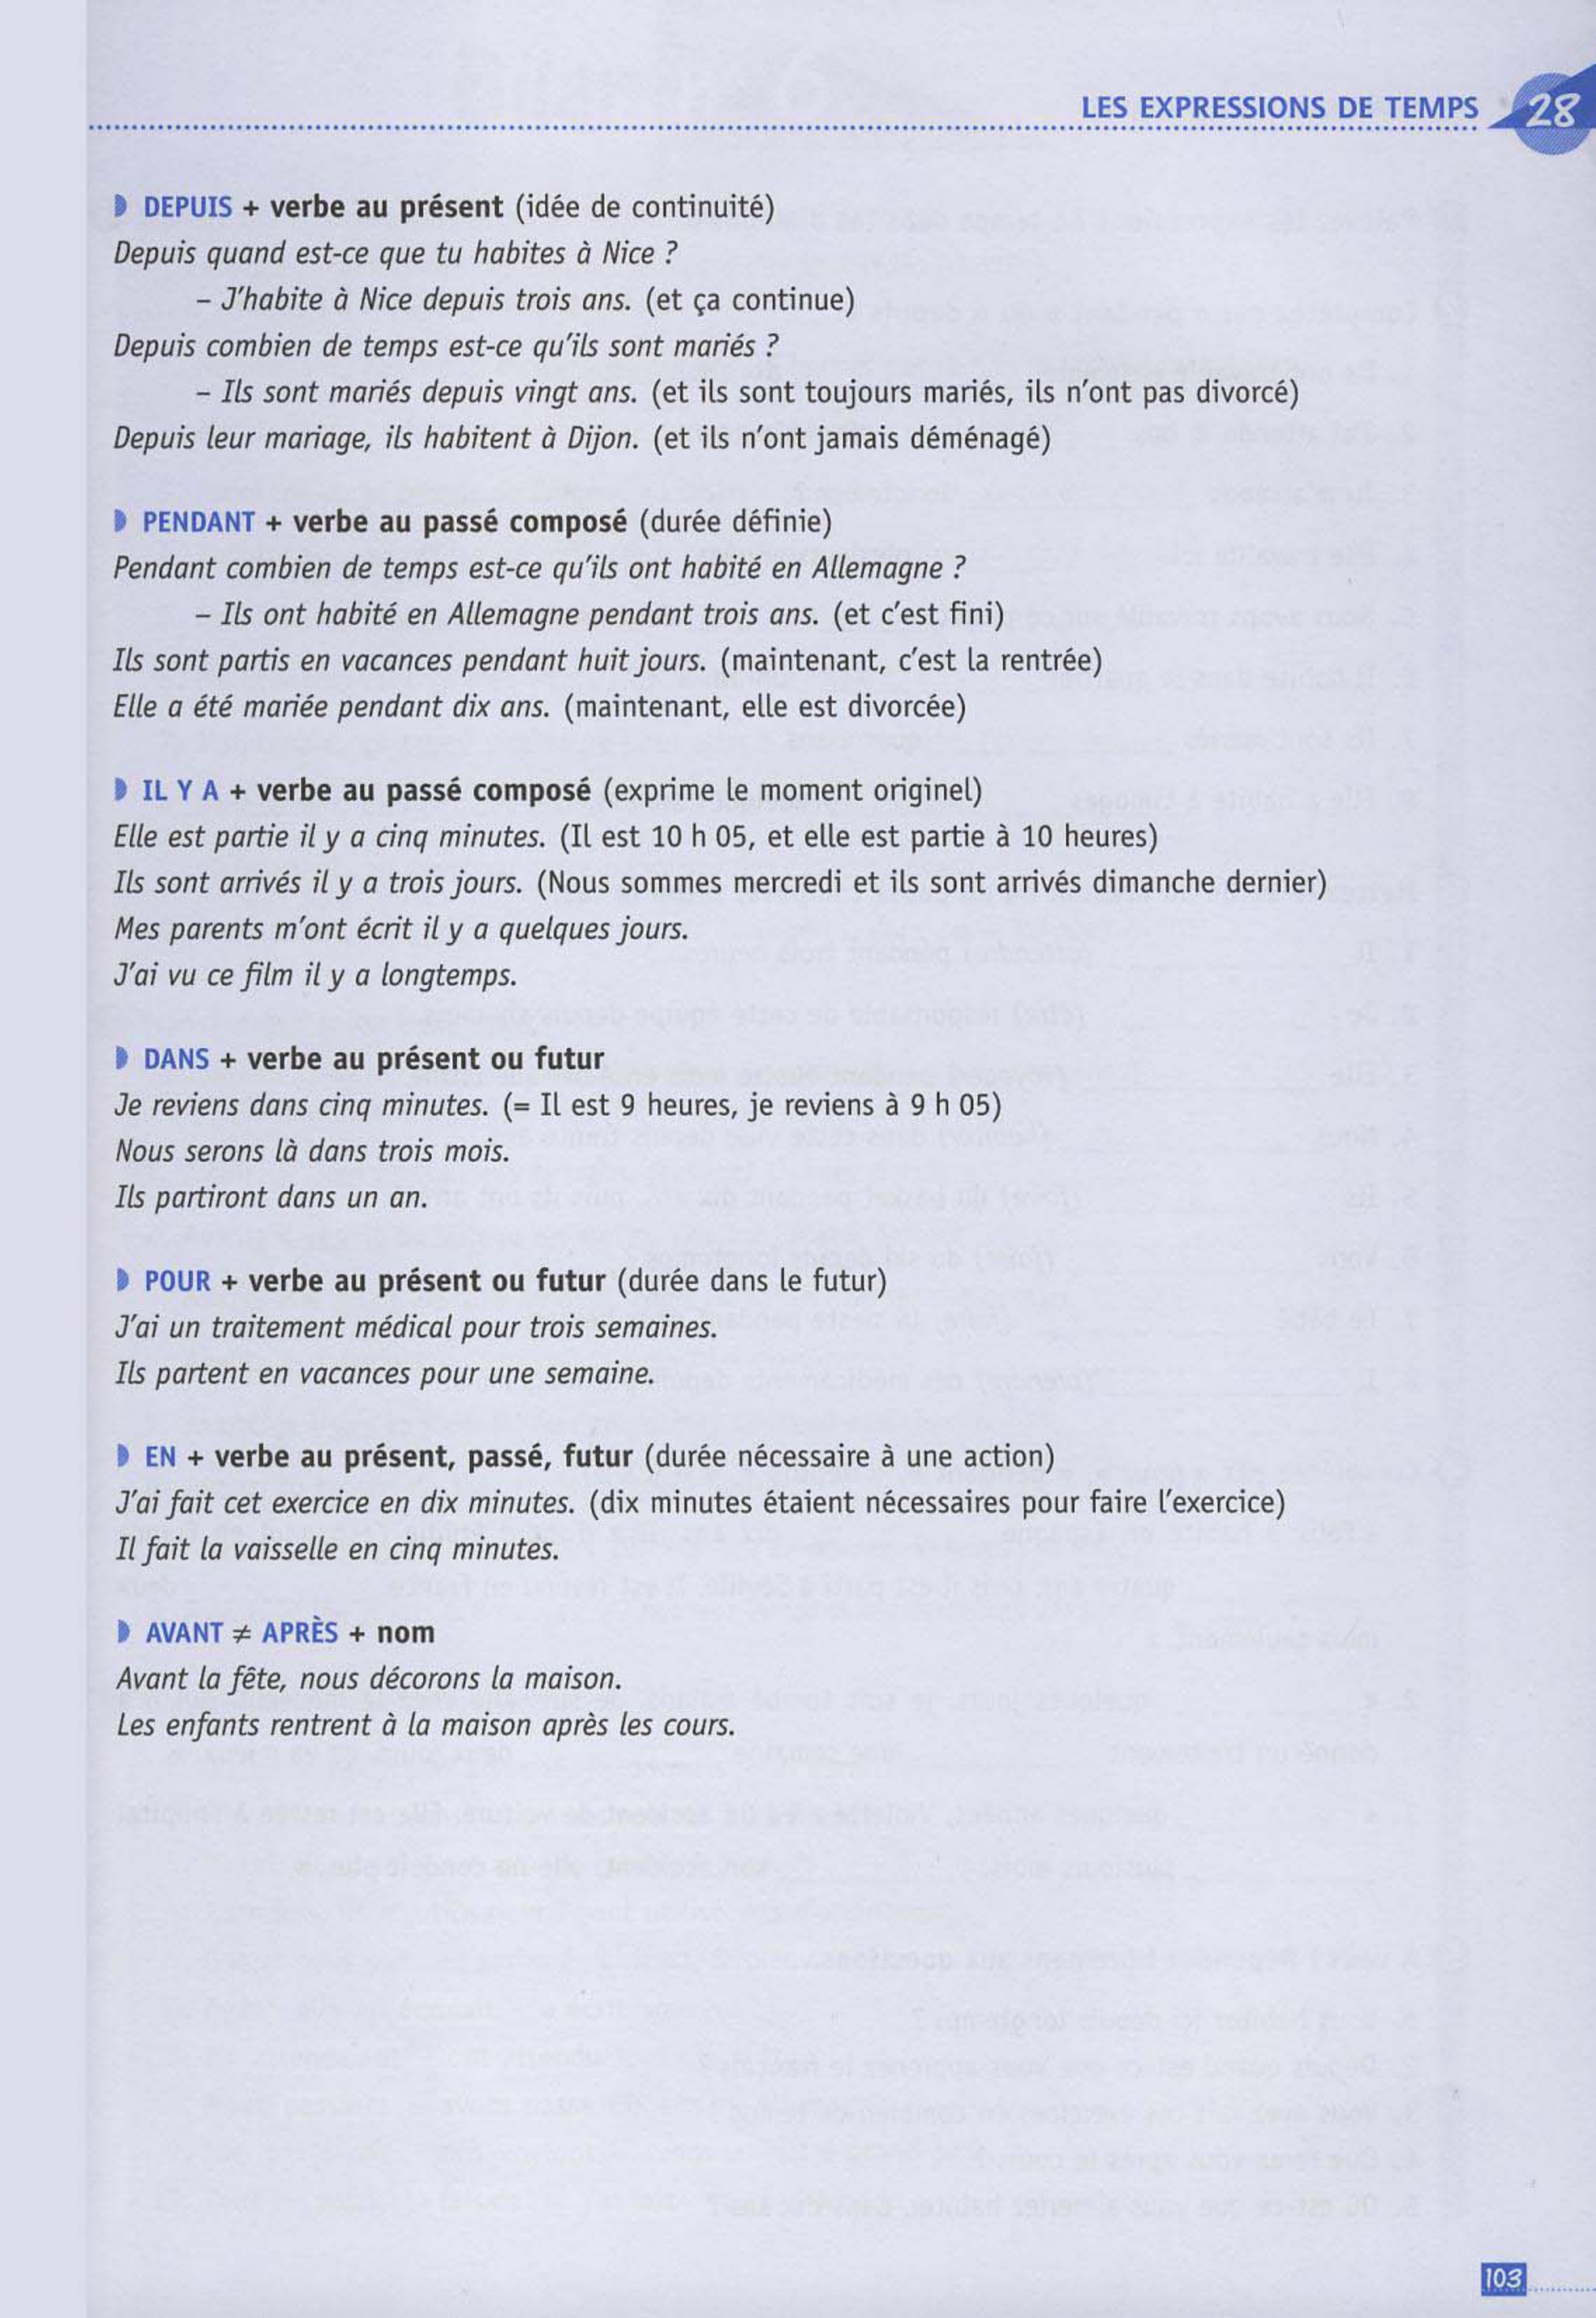 LES EXPRESSIONS DE TEMPS 28
DEPUIS + verbe au présent (idée de continuité)
Depuis quand est-ce que tu habites à Nice ?
– J'habite à Nice depuis trois ans. (et ça continue)
Depuis combien de temps est-ce qu'ils sont mariés ?
– Ils sont mariés depuis vingt ans. (et ils sont toujours mariés, ils n'ont pas divorcé)
Depuis leur mariage, ils habitent à Dijon. (et ils n'ont jamais déménagé)
PENDANT + verbe au passé composé (durée définie)
Pendant combien de temps est-ce qu'ils ont habité en Allemagne ?
– Ils ont habité en Allemagne pendant trois ans. (et c'est fini)
Ils sont partis en vacances pendant huit jours. (maintenant, c'est la rentrée)
Elle a été mariée pendant dix ans. (maintenant, elle est divorcée)
IL Y A + verbe au passé composé (exprime le moment originel)
Elle est partie il y a cinq minutes. (Il est 10 h 05, et elle est partie à 10 heures)
Ils sont arrivés il y a trois jours. (Nous sommes mercredi et ils sont arrivés dimanche dernier)
Mes parents m'ont écrit il y a quelques jours.
J'ai vu ce film il y a longtemps.
DANS + verbe au présent ou futur
Je reviens dans cinq minutes. (= Il est 9 heures, je reviens à 9 h 05)
Nous serons là dans trois mois.
Ils partiront dans un an.
POUR + verbe au présent ou futur (durée dans le futur)
J'ai un traitement médical pour trois semaines.
Ils partent en vacances pour une semaine.
EN + verbe au présent, passé, futur (durée nécessaire à une action)
J'ai fait cet exercice en dix minutes. (dix minutes étaient nécessaires pour faire l'exercice)
Il fait la vaisselle en cinq minutes.
AVANT ≠ APRÈS + nom
Avant la fête, nous décorons la maison.
Les enfants rentrent à la maison après les cours.
103